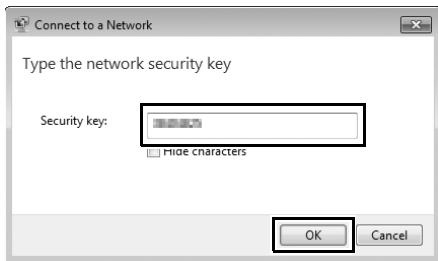 Connect to a Network
Type the network security key
Security key:
Hide characters
OK Cancel